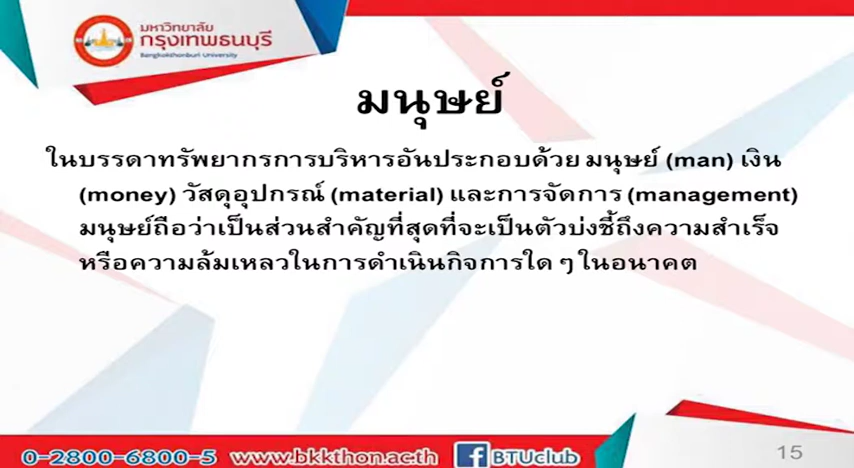 มหาวิทยาลัย
กรุงเทพธนบุรี
Bangkokthonburi University
มนุษย์
ในบรรดาทรัพยากรการบริหารอันประกอบด้วย มนุษย์ (man) เงิน
(money) วัสดุอุปกรณ์ (material) และการจัดการ (management)
มนุษย์ถือว่าเป็นส่วนสำคัญที่สุดที่จะเป็นตัวบ่งชี้ถึงความสำเร็จ
หรือความล้มเหลวในการดำเนินกิจการใด ๆ ในอนาคต
0-2800-6800-5 www.bkkthon.ac.th f BTUclub
15